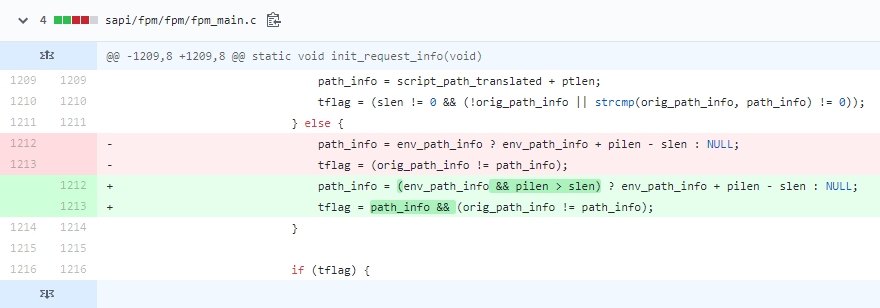 4 sapi/fpm/fpm/fpm_main.c
@@ -1209,8 +1209,8 @@ static void init_request_info(void)
1209 1209 path_info = script_path_translated + ptlen;
1210 1210 tflag = (slen != 0 && (!orig_path_info || strcmp(orig_path_info, path_info) != 0));
1211 1211 } else {
1212 - path_info = env_path_info ? env_path_info + pilen - slen : NULL;
1213 - tflag = (orig_path_info != path_info);
1212 + path_info = (env_path_info && pilen > slen) ? env_path_info + pilen - slen : NULL;
1213 + tflag = path_info && (orig_path_info != path_info);
1214 1214 }
1215 1215
1216 1216 if (tflag) {